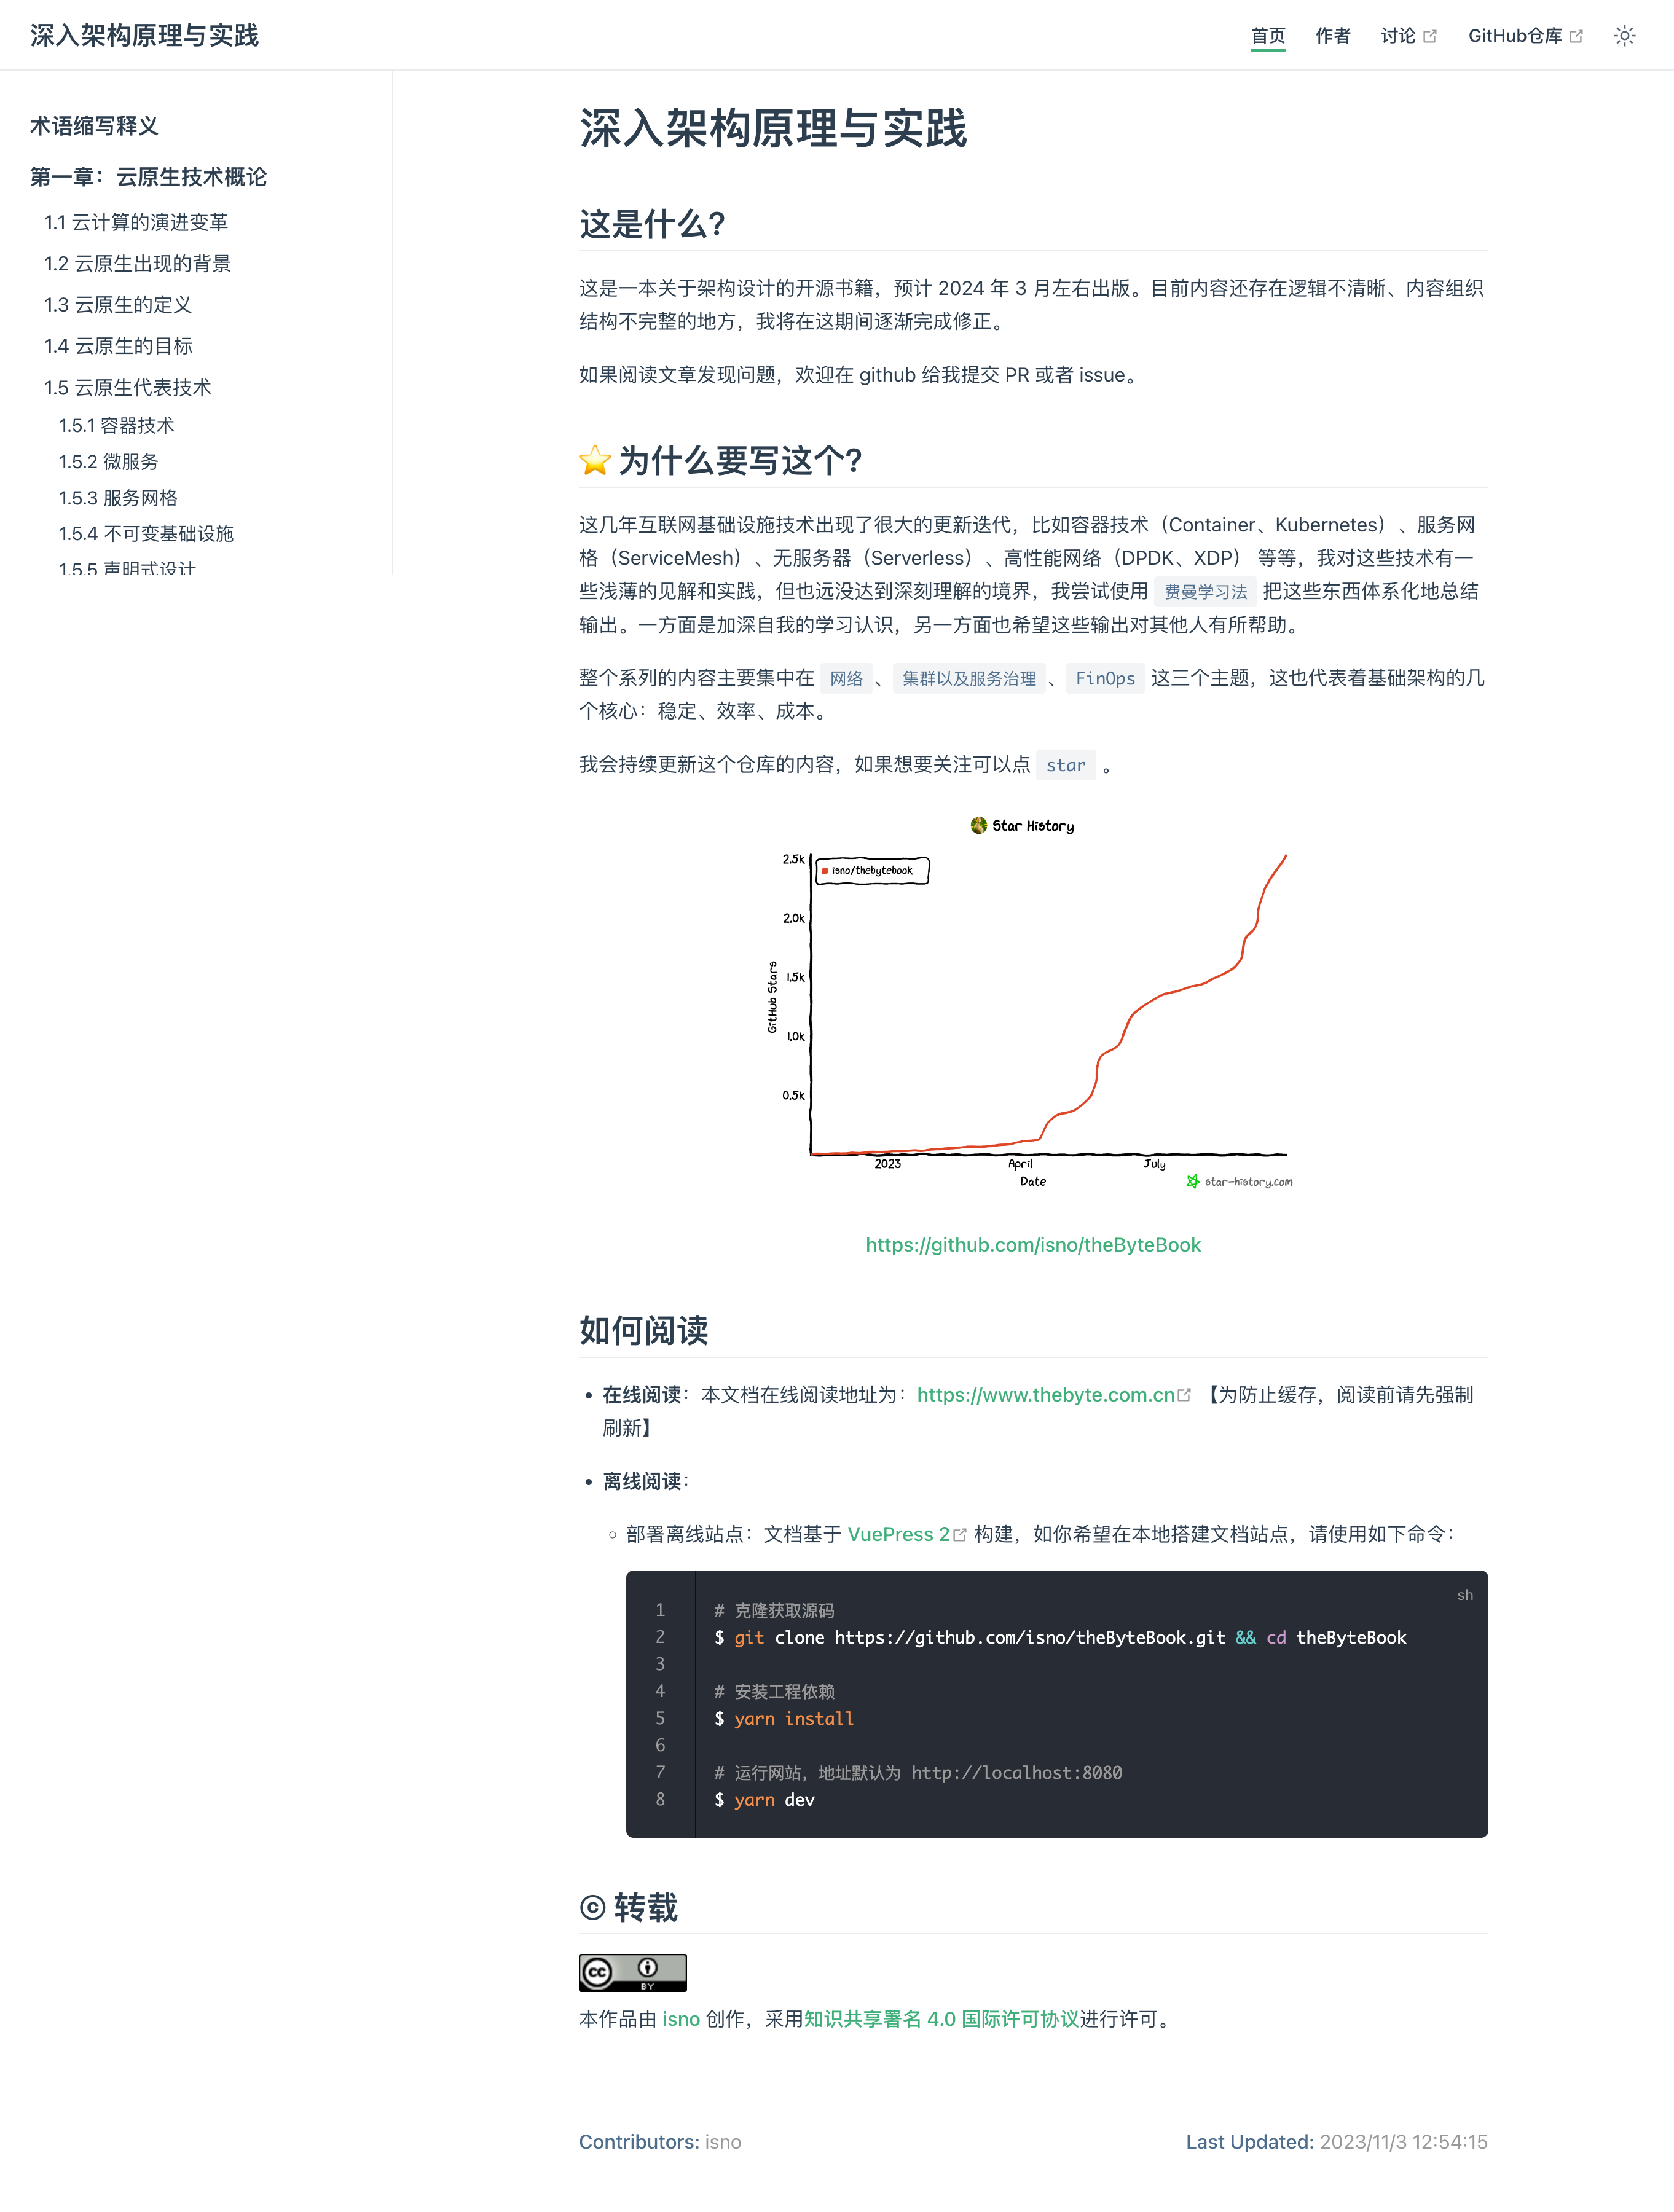 深入架构原理与实践
首页 作者 讨论 GitHub仓库
术语缩写释义
第一章：云原生技术概论
1.1 云计算的演进变革
1.2 云原生出现的背景
1.3 云原生的定义
1.4 云原生的目标
1.5 云原生代表技术
1.5.1 容器技术
1.5.2 微服务
1.5.3 服务网格
1.5.4 不可变基础设施
1.5.5 声明式设计
深入架构原理与实践
这是什么?
这是一本关于架构设计的开源书籍，预计 2024 年 3 月左右出版。目前内容还存在逻辑不清晰、内容组织
结构不完整的地方，我将在这期间逐渐完成修正。
如果阅读文章发现问题，欢迎在 github 给我提交 PR 或者 issue。
⭐ 为什么要写这个?
这几年互联网基础设施技术出现了很大的更新迭代，比如容器技术（Container、Kubernetes）、服务网
格（ServiceMesh）、无服务器（Serverless）、高性能网络（DPDK、XDP） 等等，我对这些技术有一
些浅薄的见解和实践，但也远没达到深刻理解的境界，我尝试使用 费曼学习法 把这些东西体系化地总结
输出。一方面是加深自我的学习认识，另一方面也希望这些输出对其他人有所帮助。
整个系列的内容主要集中在 网络 、 集群以及服务治理 、 FinOps 这三个主题，这也代表着基础架构的几
个核心：稳定、效率、成本。
我会持续更新这个仓库的内容，如果想要关注可以点 star 。
Star History
isno/thebytebook
2.5k
2.0k
1.5k
1.0k
0.5k
GitHub Stars
2023 April July
Date
star-history.com
https://github.com/isno/theByteBook
如何阅读
• 在线阅读：本文档在线阅读地址为：https://www.thebyte.com.cn 【为防止缓存，阅读前请先强制
刷新】
• 离线阅读：
○ 部署离线站点：文档基于 VuePress 2 构建，如你希望在本地搭建文档站点，请使用如下命令：
sh
1 # 克隆获取源码
2 $ git clone https://github.com/isno/theByteBook.git && cd theByteBook
3
4 # 安装工程依赖
5 $ yarn install
6
7 # 运行网站，地址默认为 http://localhost:8080
8 $ yarn dev
© 转载
cc BY
本作品由 isno 创作，采用知识共享署名 4.0 国际许可协议进行许可。
Contributors: isno
Last Updated: 2023/11/3 12:54:15